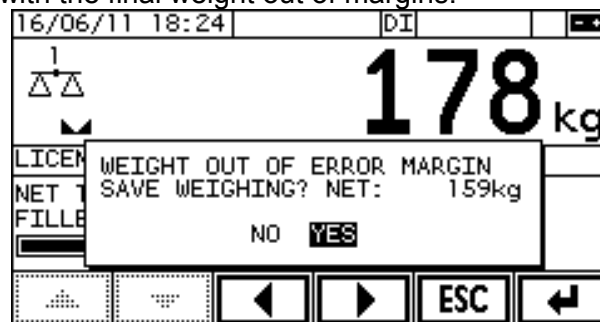 with the final weight out of margins.
16/06/11 18:24 DI
1
178 kg
LICEN
WEIGHT OUT OF ERROR MARGIN
NET
SAVE WEIGHING? NET: 159kg
FILLE
NO YES
ESC